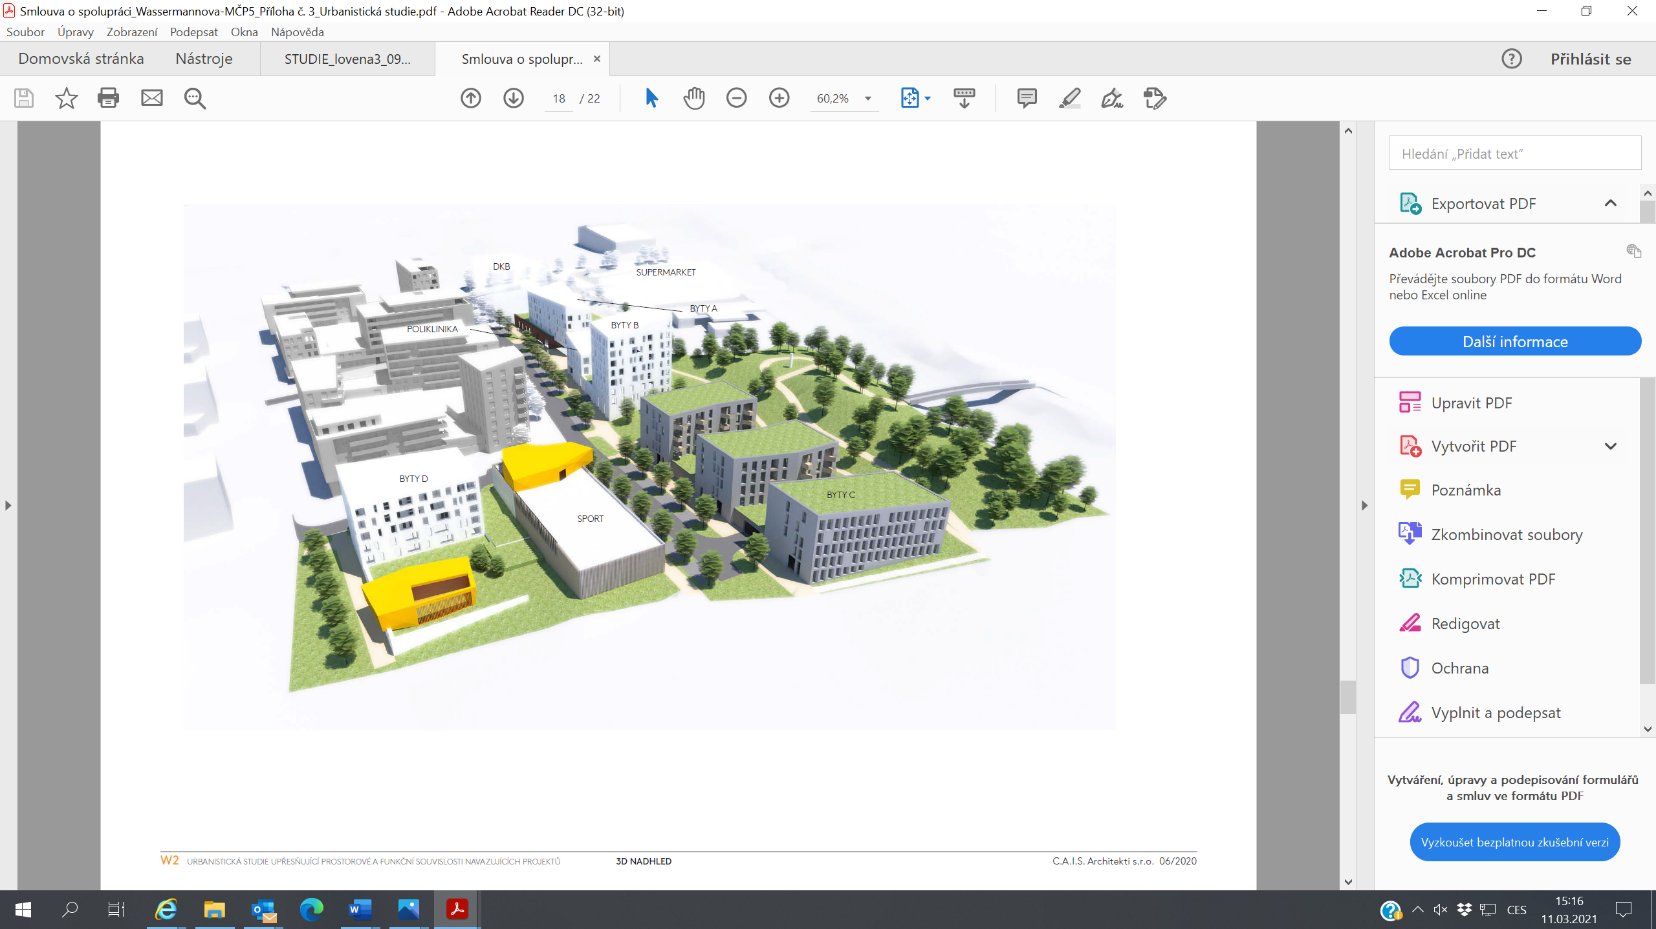 Smlouva o spolupráci_Wassermannova-MČP5_Příloha č. 3_Urbanistická studie.pdf - Adobe Acrobat Reader DC (32-bit)
Soubor Úpravy Zobrazení Podepsat Okna Nápověda
Domovská stránka Nástroje STUDIE_lovena3_09... Smlouva o spolupr... ×
? Přihlásit se
18 / 22 60,2%
Hledání „Přidat text“
Exportovat PDF
Adobe Acrobat Pro DC
Převádějte soubory PDF do formátu Word
nebo Excel online
Další informace
Upravit PDF
Vytvořit PDF
Poznámka
Zkombinovat soubory
Komprimovat PDF
Redigovat
Ochrana
Vyplnit a podepsat
Vytváření, úpravy a podepisování formulářů
a smluv ve formátu PDF
Vyzkoušet bezplatnou zkušební verzi
DKB
SUPERMARKET
BYTY A
BYTY B
POLIKLINIKA
BYTY D
BYTY C
SPORT
W2 URBANISTICKÁ STUDIE UPŘESŇUJÍCÍ PROSTOROVÉ A FUNKČNÍ SOUVISLOSTI NAVAZUJÍCÍCH PROJEKTŮ 3D NADHLED C.A.I.S. Architekti s.r.o. 06/2020
CES
15:16
11.03.2021